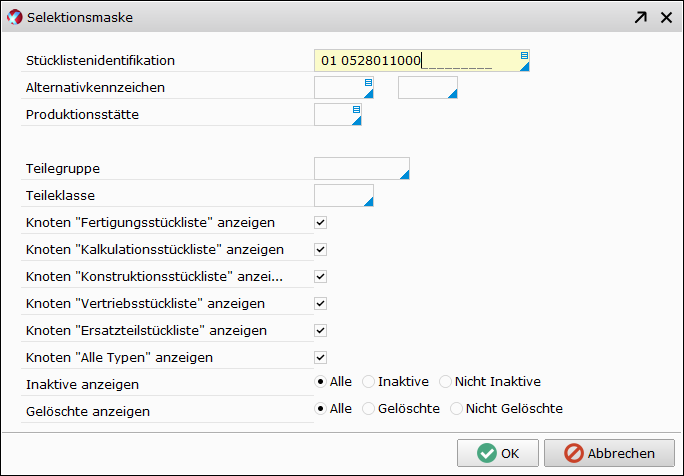 Selektionsmaske
Stücklistenidentifikation 01 0528011000_________
Alternativkennzeichen
Produktionsstätte
Teilegruppe
Teileklasse
Knoten "Fertigungsstückliste" anzeigen
Knoten "Kalkulationsstückliste" anzeigen
Knoten "Konstruktionsstückliste" anzei...
Knoten "Vertriebsstückliste" anzeigen
Knoten "Ersatzteilstückliste" anzeigen
Knoten "Alle Typen" anzeigen
Inaktive anzeigen Alle Inaktive Nicht Inaktive
Gelöschte anzeigen Alle Gelöschte Nicht Gelöschte
OK Abbrechen